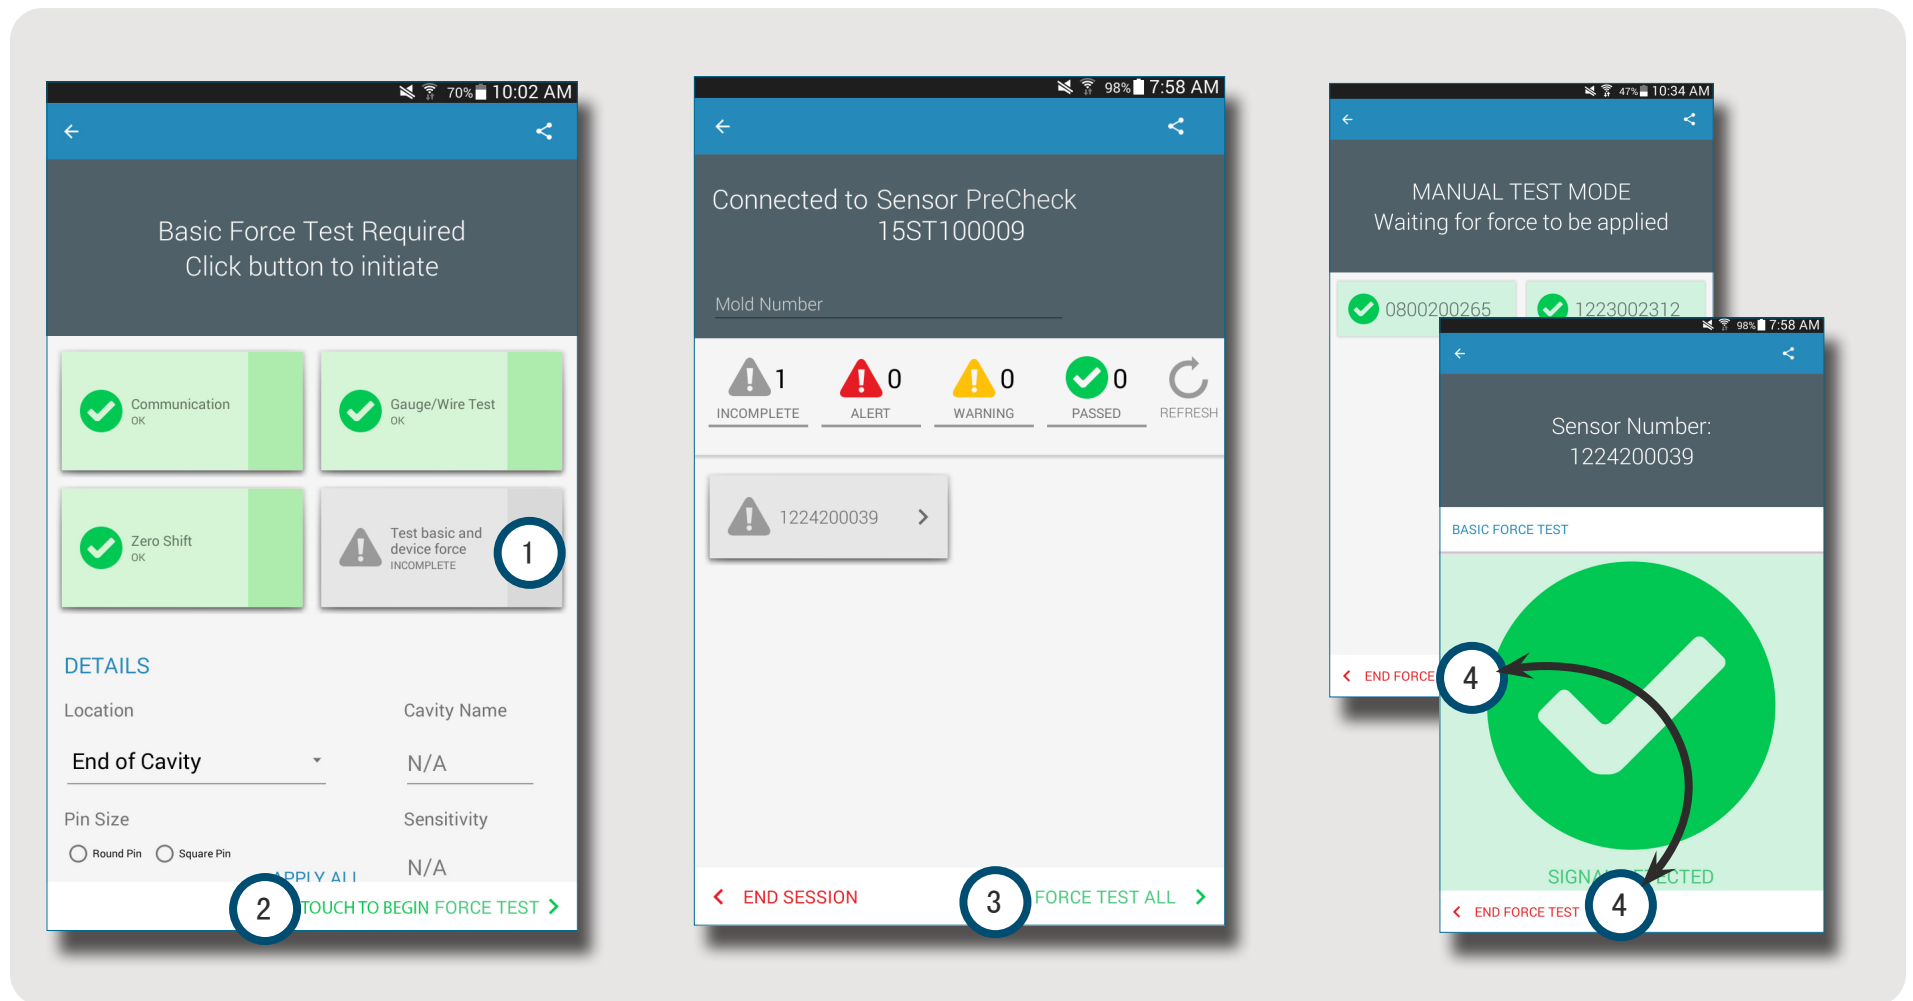 70% 10:02 AM
Basic Force Test Required
Click button to initiate
Communication
OK
Gauge/Wire Test
OK
Zero Shift
OK
Test basic and
device force
INCOMPLETE
1
DETAILS
Location
Cavity Name
End of Cavity
N/A
Pin Size
Sensitivity
Round Pin
Square Pin
N/A
APPLY ALL
2
TOUCH TO BEGIN FORCE TEST
98% 7:58 AM
Connected to Sensor PreCheck
15ST100009
Mold Number
1
0
0
0
INCOMPLETE
ALERT
WARNING
PASSED
REFRESH
1224200039
END SESSION
3
FORCE TEST ALL
47% 10:34 AM
MANUAL TEST MODE
Waiting for force to be applied
0800200265
1223002312
END FORCE
4
98% 7:58 AM
Sensor Number:
1224200039
BASIC FORCE TEST
SIGNAL DETECTED
END FORCE TEST
4